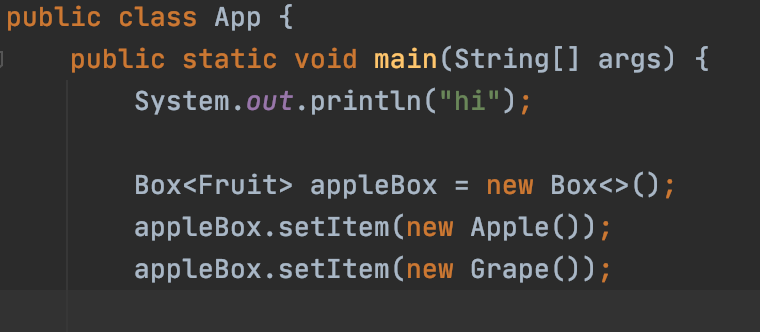 public class App {
public static void main(String[] args) {
System.out.println("hi");
Box<Fruit> appleBox = new Box<>();
appleBox.setItem(new Apple());
appleBox.setItem(new Grape());